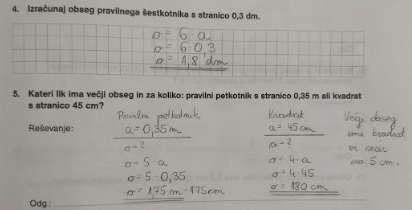 4. Izračunaj obseg pravilnega šestkotnika s stranico 0,3 dm.
o = 6 · a
o = 6 · 0,3
o = 1,8 dm
5. Kateri lik ima večji obseg in za koliko: pravilni petkotnik s stranico 0,35 m ali kvadrat
s stranico 45 cm?
Reševanje:
Pravilni petkotnik
a = 0,35 m
o = ?
o = 5 · a
o = 5 · 0,35
o = 1,75 m = 175 cm
Kvadrat
a = 45 cm
o = ?
o = 4 · a
o = 4 · 45
o = 180 cm
Večji obseg
ima kvadrat
5 cm.
Odg.: